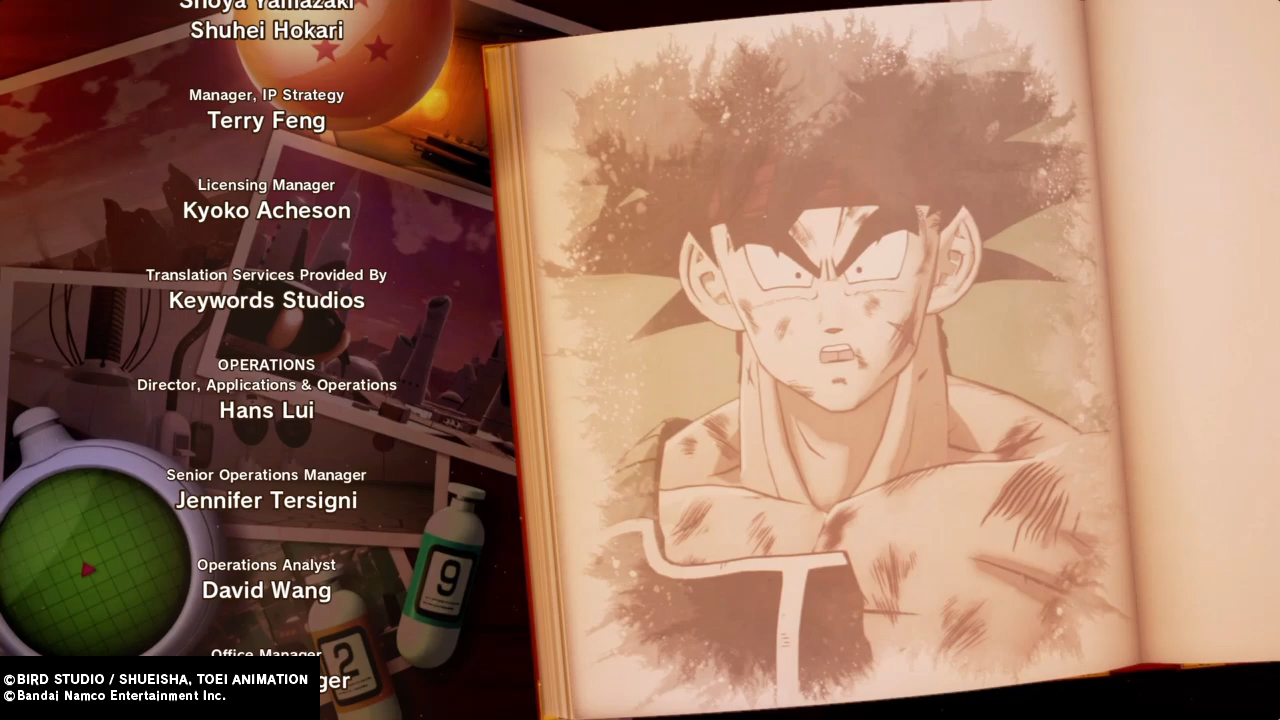 Shoya Yamazaki
Shuhei Hokari
Manager, IP Strategy
Terry Feng
Licensing Manager
Kyoko Acheson
Translation Services Provided By
Keywords Studios
OPERATIONS
Director, Applications & Operations
Hans Lui
Senior Operations Manager
Jennifer Tersigni
Operations Analyst
David Wang
Office Manager
9
2
©BIRD STUDIO / SHUEISHA, TOEI ANIMATION
©Bandai Namco Entertainment Inc.